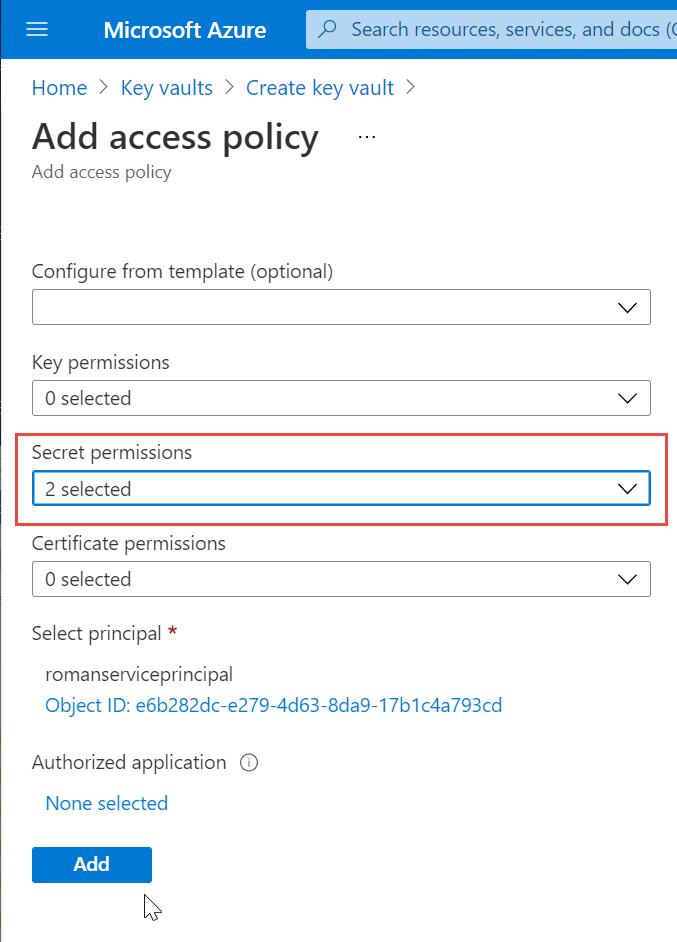 Microsoft Azure
Search resources, services, and docs (
Home > Key vaults > Create key vault >
Add access policy ...
Add access policy
Configure from template (optional)
Key permissions
0 selected
Secret permissions
2 selected
Certificate permissions
0 selected
Select principal *
romanserviceprincipal
Object ID: e6b282dc-e279-4d63-8da9-17b1c4a793cd
Authorized application
None selected
Add